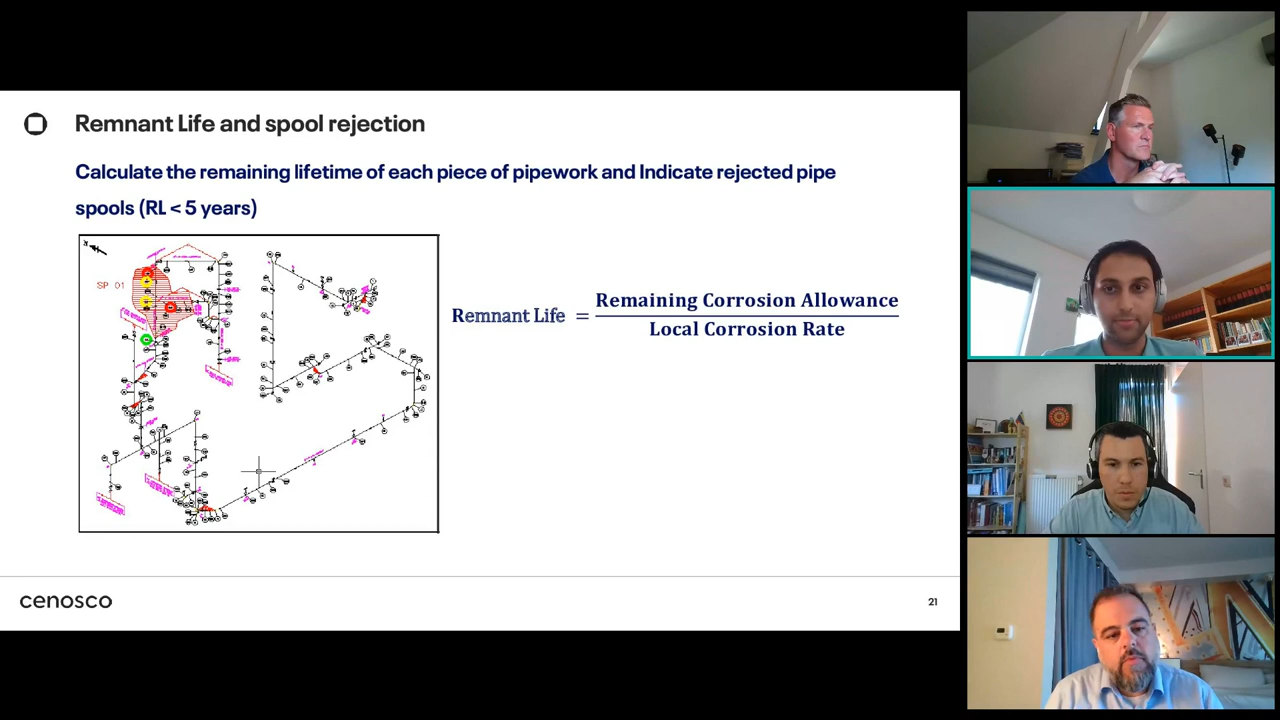 Remnant Life and spool rejection
Calculate the remaining lifetime of each piece of pipework and Indicate rejected pipe
spools (RL < 5 years)
SP 01
Remnant Life = Remaining Corrosion Allowance
Local Corrosion Rate
cenosco
21